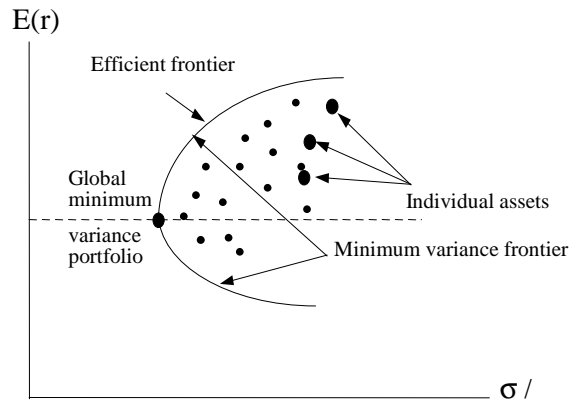 E(r)
Efficient frontier
Global
minimum
variance
portfolio
Individual assets
Minimum variance frontier
σ /